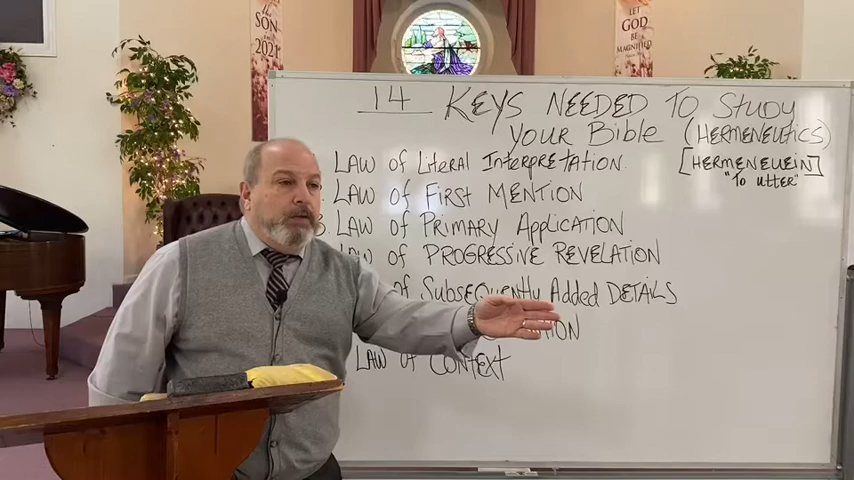 the SON
2021
LET
GOD
BE
MAGNIFIED
14 KEYS NEEDED TO STUDY
YOUR BIBLE (HERMENEUTICS)
LAW OF LITERAL INTERPRETATION
[HERMENEUEIN]
"TO UTTER"
LAW OF FIRST MENTION
LAW OF PRIMARY APPLICATION
LAW OF PROGRESSIVE REVELATION
OF SUBSEQUENTLY ADDED DETAILS
LAW OF CONTEXT